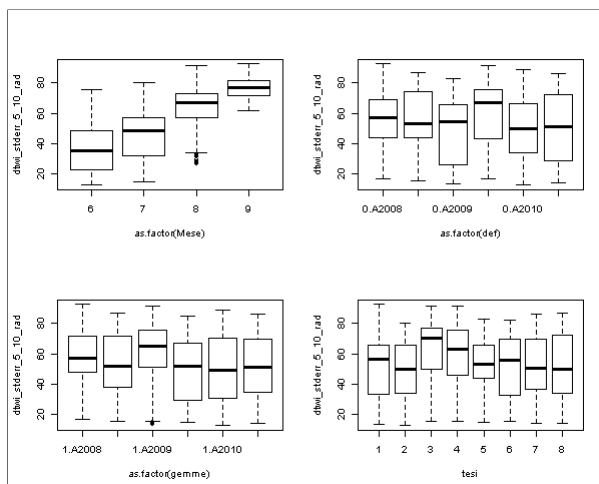 dtwi_stderr_5_10_rad
80
60
40
20
6 7 8 9
as.factor(Mese)
dtwi_stderr_5_10_rad
80
60
40
20
0.A2008 0.A2009 0.A2010
as.factor(def)
dtwi_stderr_5_10_rad
80
60
40
20
1.A2008 1.A2009 1.A2010
as.factor(gemme)
dtwi_stderr_5_10_rad
80
60
40
20
1 2 3 4 5 6 7 8
tesi